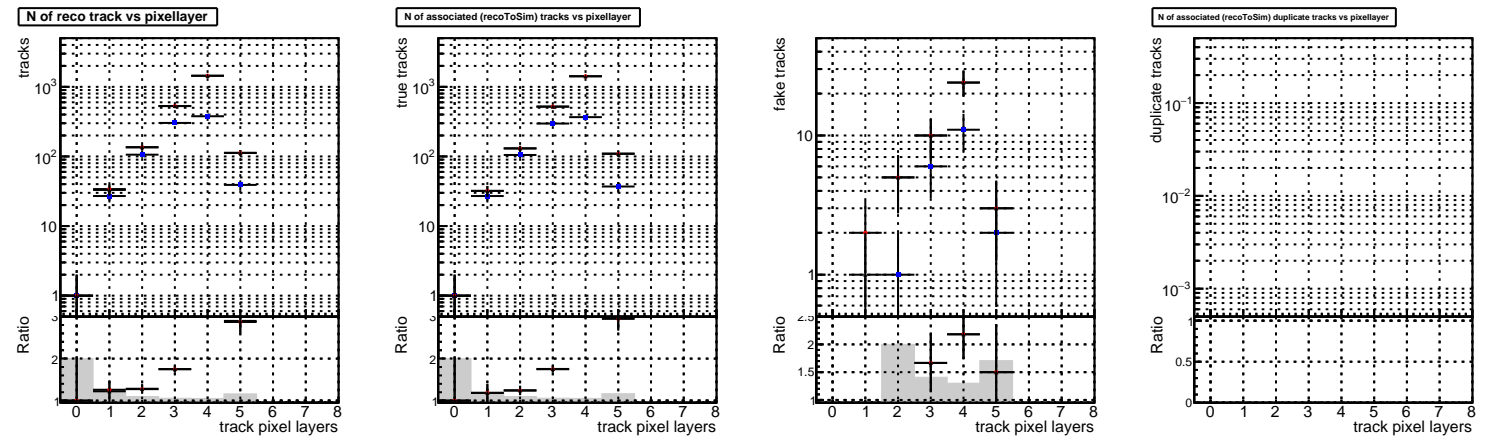 N of reco track vs pixellayer
tracks
10³
10²
10
1
Ratio
3
2
1
0 1 2 3 4 5 6 7 8
track pixel layers
N of associated (recoToSim) tracks vs pixellayer
true tracks
10³
10²
10
1
Ratio
3
2
1
0 1 2 3 4 5 6 7 8
track pixel layers
fake tracks
10
1
Ratio
2.5
2
1.5
1
0 1 2 3 4 5 6 7 8
track pixel layers
N of associated (recoToSim) duplicate tracks vs pixellayer
duplicate tracks
10⁻¹
10⁻²
10⁻³
Ratio
1
0.5
0
0 1 2 3 4 5 6 7 8
track pixel layers